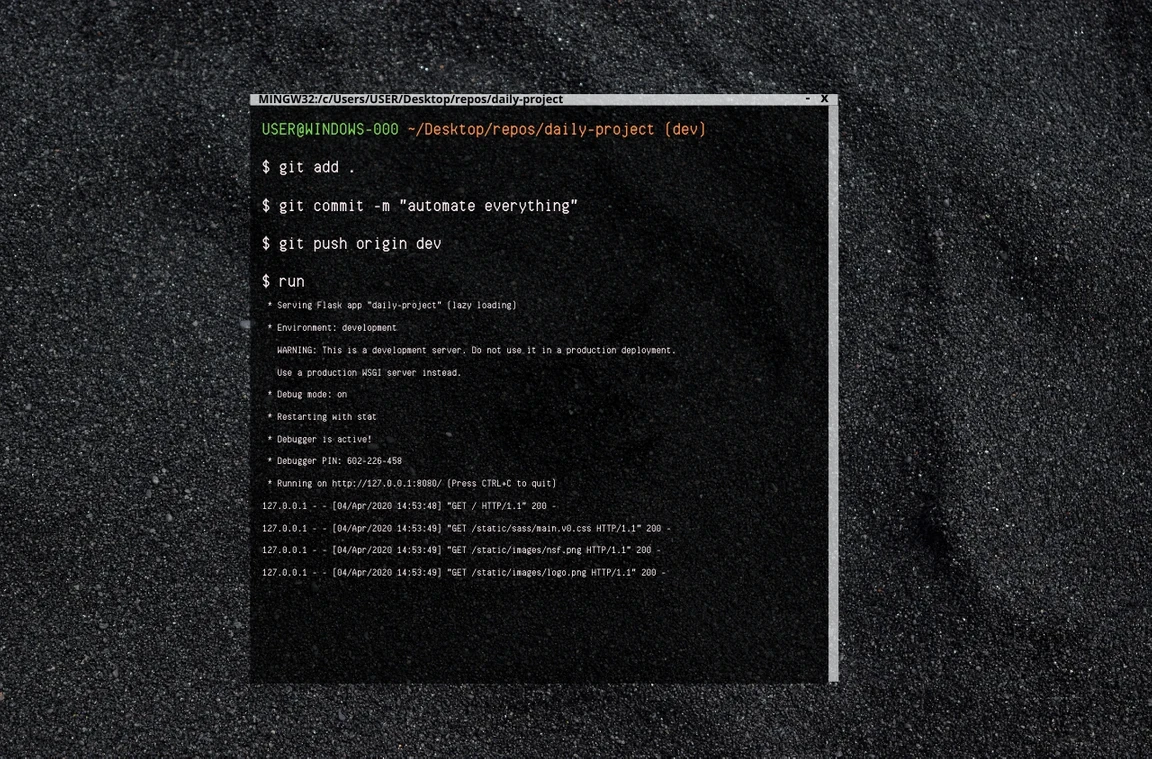 MINGW32:/c/Users/USER/Desktop/repos/daily-project - X
USER@WINDOWS-000 ~/Desktop/repos/daily-project (dev)
$ git add .
$ git commit -m "automate everything"
$ git push origin dev
$ run
* Serving Flask app "daily-project" (lazy loading)
* Environment: development
WARNING: This is a development server. Do not use it in a production deployment.
Use a production WSGI server instead.
* Debug mode: on
* Restarting with stat
* Debugger is active!
* Debugger PIN: 602-226-458
* Running on http://127.0.0.1:8080/ (Press CTRL+C to quit)
127.0.0.1 - - [04/Apr/2020 14:53:48] "GET / HTTP/1.1" 200 -
127.0.0.1 - - [04/Apr/2020 14:53:49] "GET /static/sass/main.v0.css HTTP/1.1" 200 -
127.0.0.1 - - [04/Apr/2020 14:53:49] "GET /static/images/nsf.png HTTP/1.1" 200 -
127.0.0.1 - - [04/Apr/2020 14:53:49] "GET /static/images/logo.png HTTP/1.1" 200 -